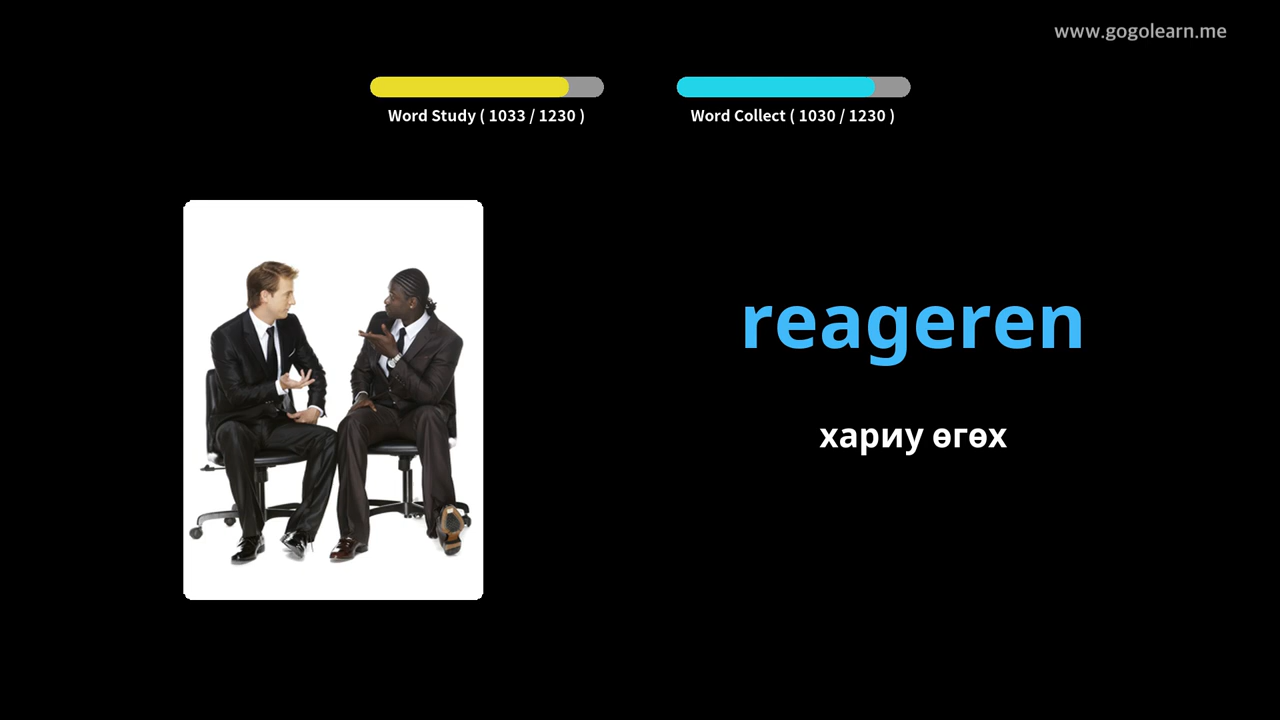 www.gogolearn.me
Word Study ( 1033 / 1230 )
Word Collect ( 1030 / 1230 )
reageren
хариу өгөх